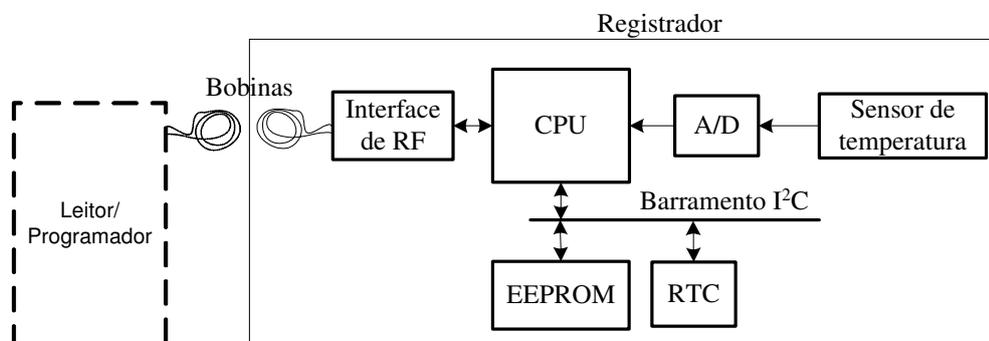 Registrador
Bobinas
Interface
de RF
CPU
A/D
Sensor de
temperatura
Leitor/
Programador
Barramento I²C
EEPROM
RTC